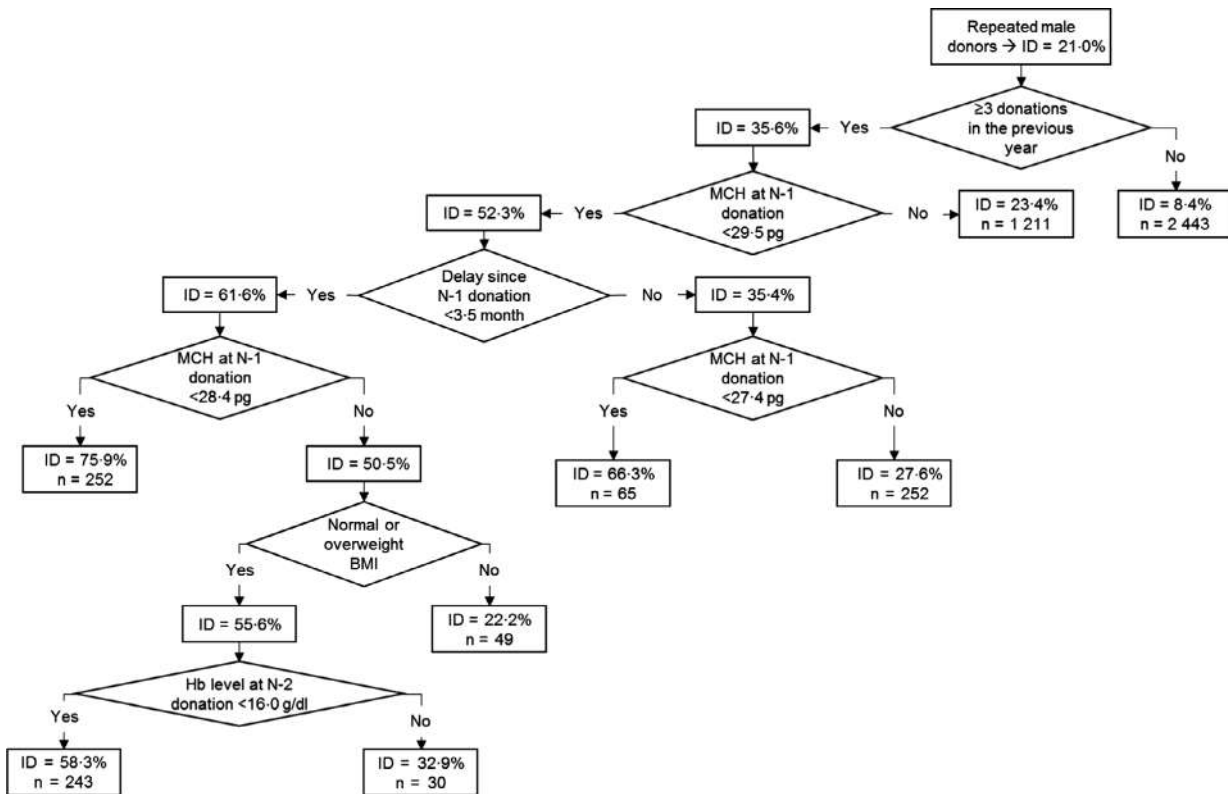 Repeated male
donors → ID = 21·0%
≥3 donations
in the previous
year
Yes
ID = 35·6%
No
MCH at N-1
donation
<29·5 pg
Yes
ID = 52·3%
No
ID = 23·4%
n = 1 211
ID = 8·4%
n = 2 443
Delay since
N-1 donation
<3·5 month
Yes
ID = 61·6%
No
ID = 35·4%
MCH at N-1
donation
<28·4 pg
MCH at N-1
donation
<27·4 pg
Yes
No
Yes
No
ID = 75·9%
n = 252
ID = 50·5%
ID = 66·3%
n = 65
ID = 27·6%
n = 252
Normal or
overweight
BMI
Yes
No
ID = 55·6%
ID = 22·2%
n = 49
Hb level at N-2
donation <16·0 g/dl
Yes
No
ID = 58·3%
n = 243
ID = 32·9%
n = 30